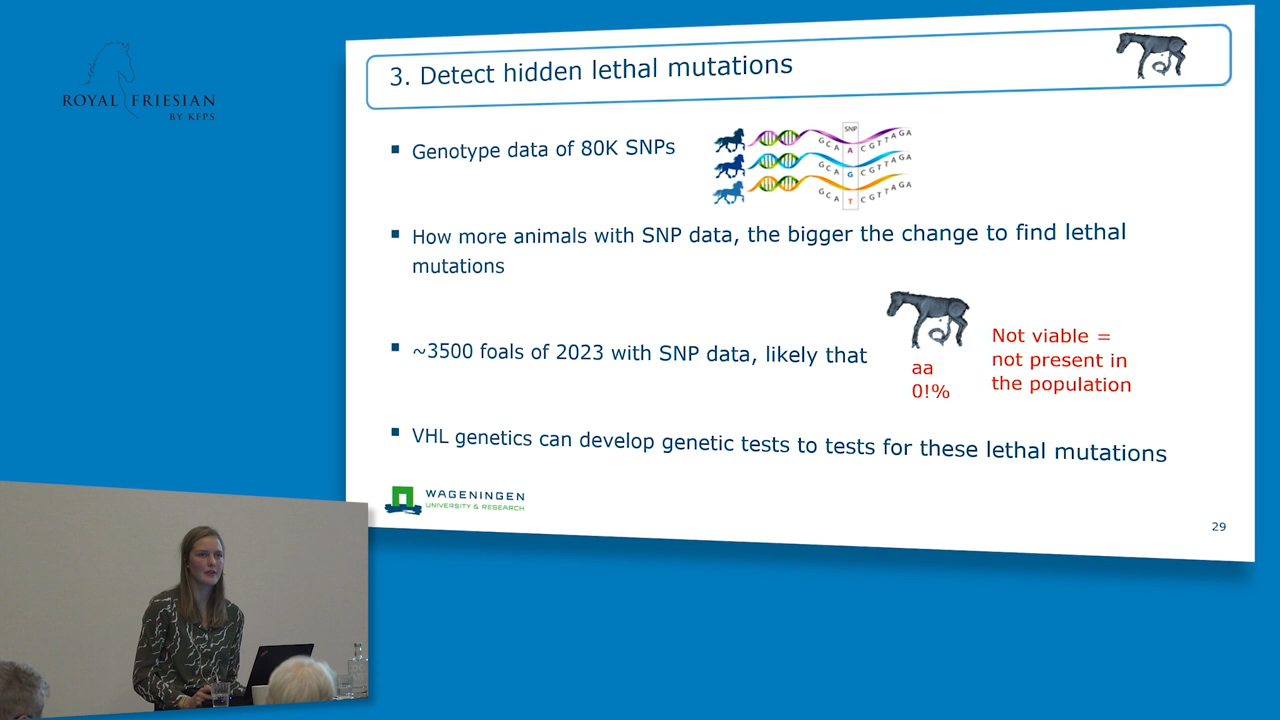 ROYAL FRIESIAN
BY KFPS
3. Detect hidden lethal mutations
Genotype data of 80K SNPs
SNP
GCA A CGTTAGA
GCA G CGTTAGA
GCA T CGTTAGA
How more animals with SNP data, the bigger the change to find lethal
mutations
~3500 foals of 2023 with SNP data, likely that
aa
0!%
Not viable =
not present in
the population
VHL genetics can develop genetic tests to tests for these lethal mutations
WAGENINGEN
UNIVERSITY & RESEARCH
29